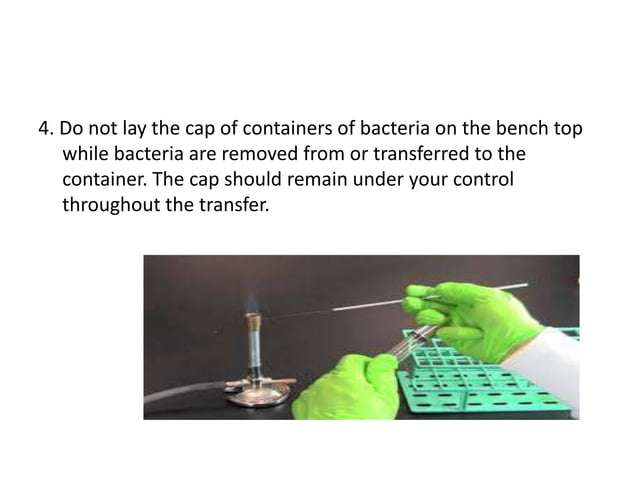 4. Do not lay the cap of containers of bacteria on the bench top
while bacteria are removed from or transferred to the
container. The cap should remain under your control
throughout the transfer.